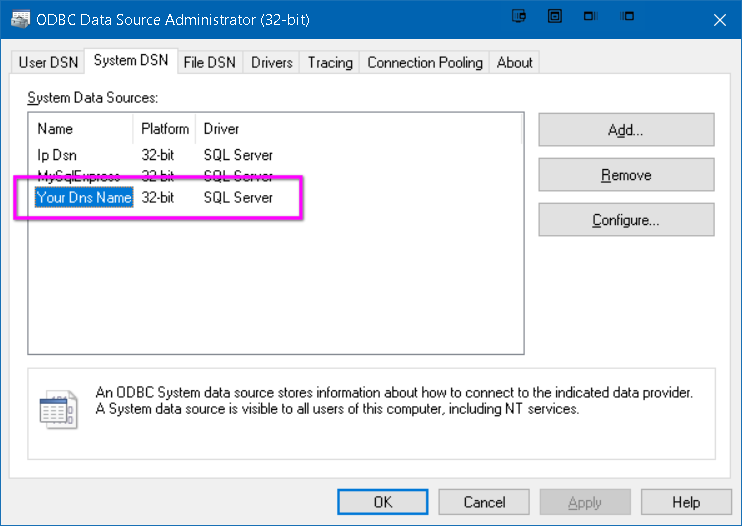 ODBC Data Source Administrator (32-bit)
User DSN System DSN File DSN Drivers Tracing Connection Pooling About
System Data Sources:
Name Platform Driver
Ip Dsn 32-bit SQL Server
MySqlExpress 32-bit SQL Server
Your Dns Name 32-bit SQL Server
Add...
Remove
Configure...
An ODBC System data source stores information about how to connect to the indicated data provider.
A System data source is visible to all users of this computer, including NT services.
OK Cancel Apply Help